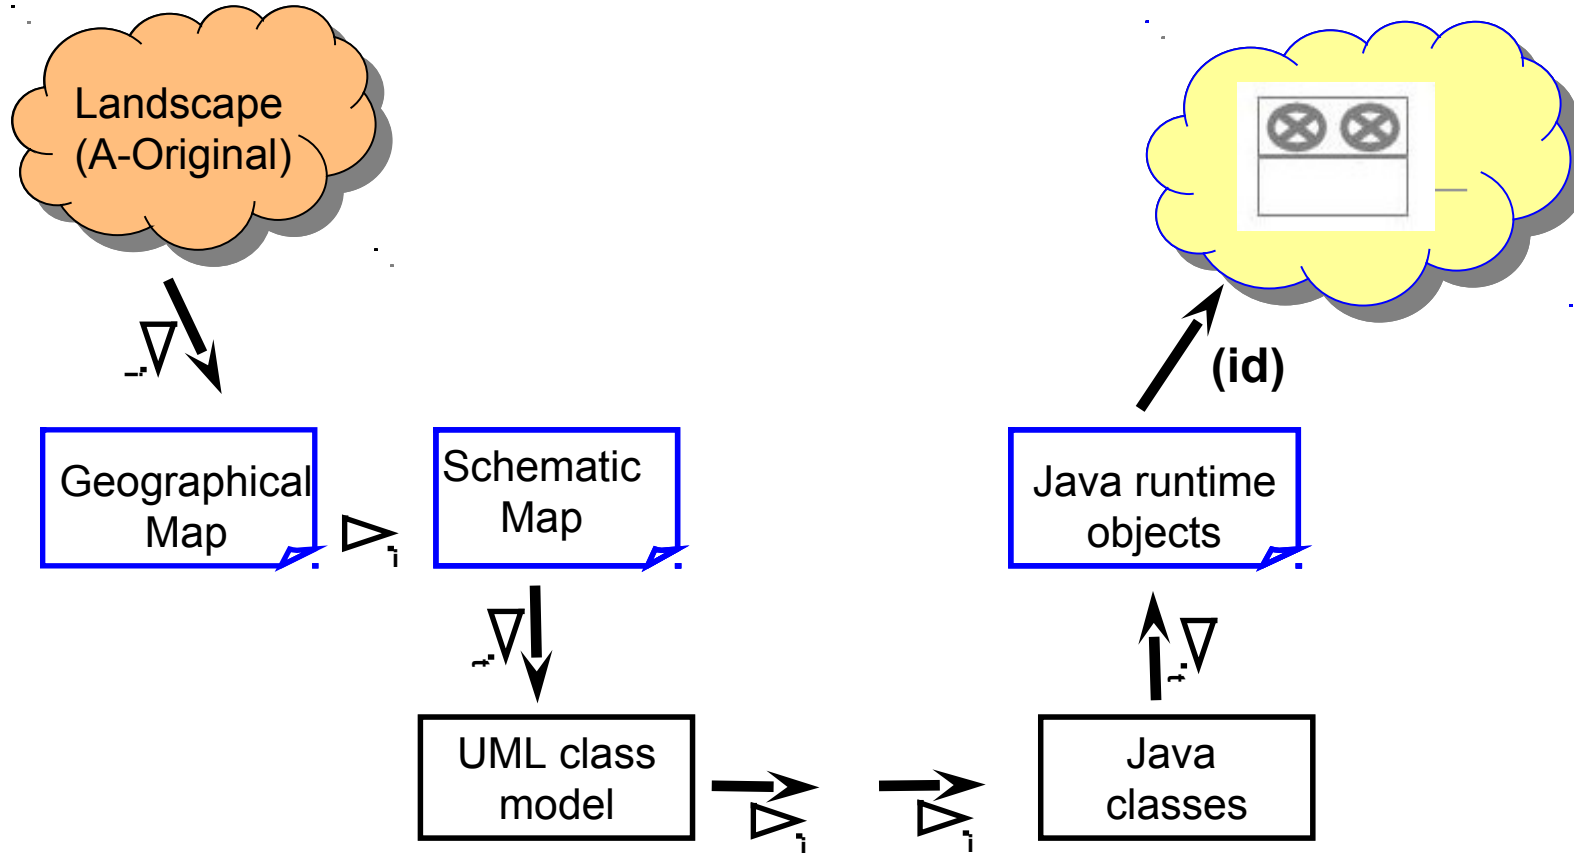 Landscape
(A-Original)
(id)
Geographical
Map
i
Schematic
Map
Java runtime
objects
t
t
UML class
model
i
i
Java
classes